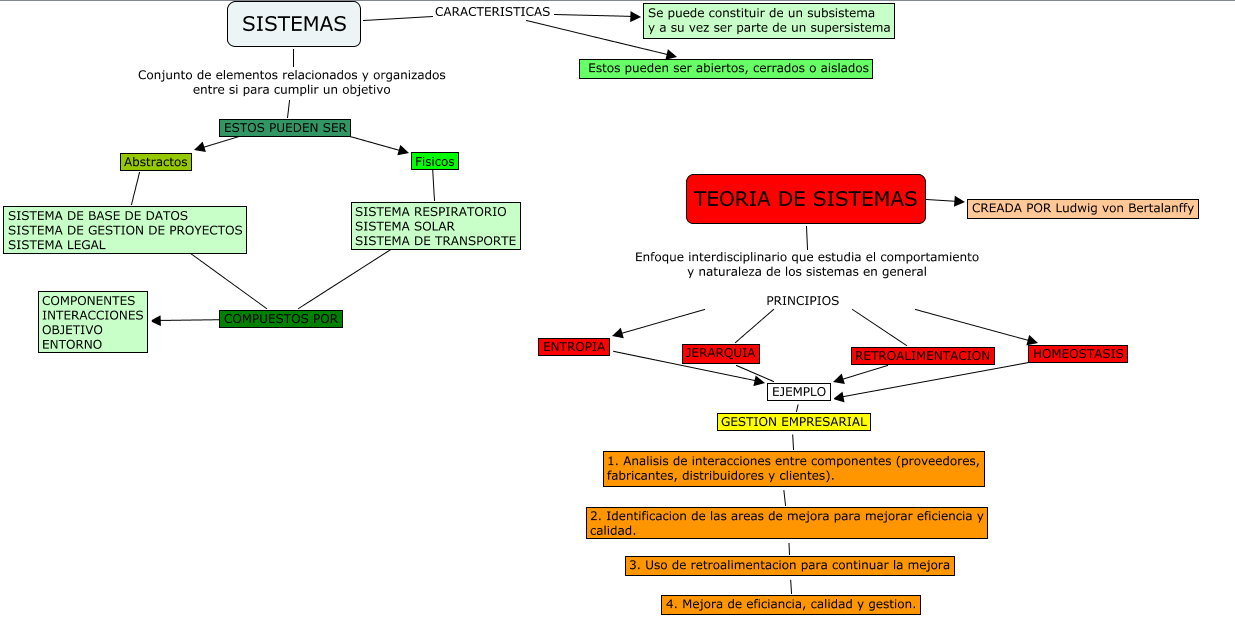 SISTEMAS
CARACTERISTICAS
Se puede constituir de un subsistema
y a su vez ser parte de un supersistema
Estos pueden ser abiertos, cerrados o aislados
Conjunto de elementos relacionados y organizados
entre si para cumplir un objetivo
ESTOS PUEDEN SER
Abstractos
Fisicos
SISTEMA DE BASE DE DATOS
SISTEMA DE GESTION DE PROYECTOS
SISTEMA LEGAL
SISTEMA RESPIRATORIO
SISTEMA SOLAR
SISTEMA DE TRANSPORTE
COMPUESTOS POR
COMPONENTES
INTERACCIONES
OBJETIVO
ENTORNO
TEORIA DE SISTEMAS
CREADA POR Ludwig von Bertalanffy
Enfoque interdisciplinario que estudia el comportamiento
y naturaleza de los sistemas en general
PRINCIPIOS
ENTROPIA
JERARQUIA
RETROALIMENTACION
HOMEOSTASIS
EJEMPLO
GESTION EMPRESARIAL
1. Analisis de interacciones entre componentes (proveedores,
fabricantes, distribuidores y clientes).
2. Identificacion de las areas de mejora para mejorar eficiencia y
calidad.
3. Uso de retroalimentacion para continuar la mejora
4. Mejora de eficiancia, calidad y gestion.